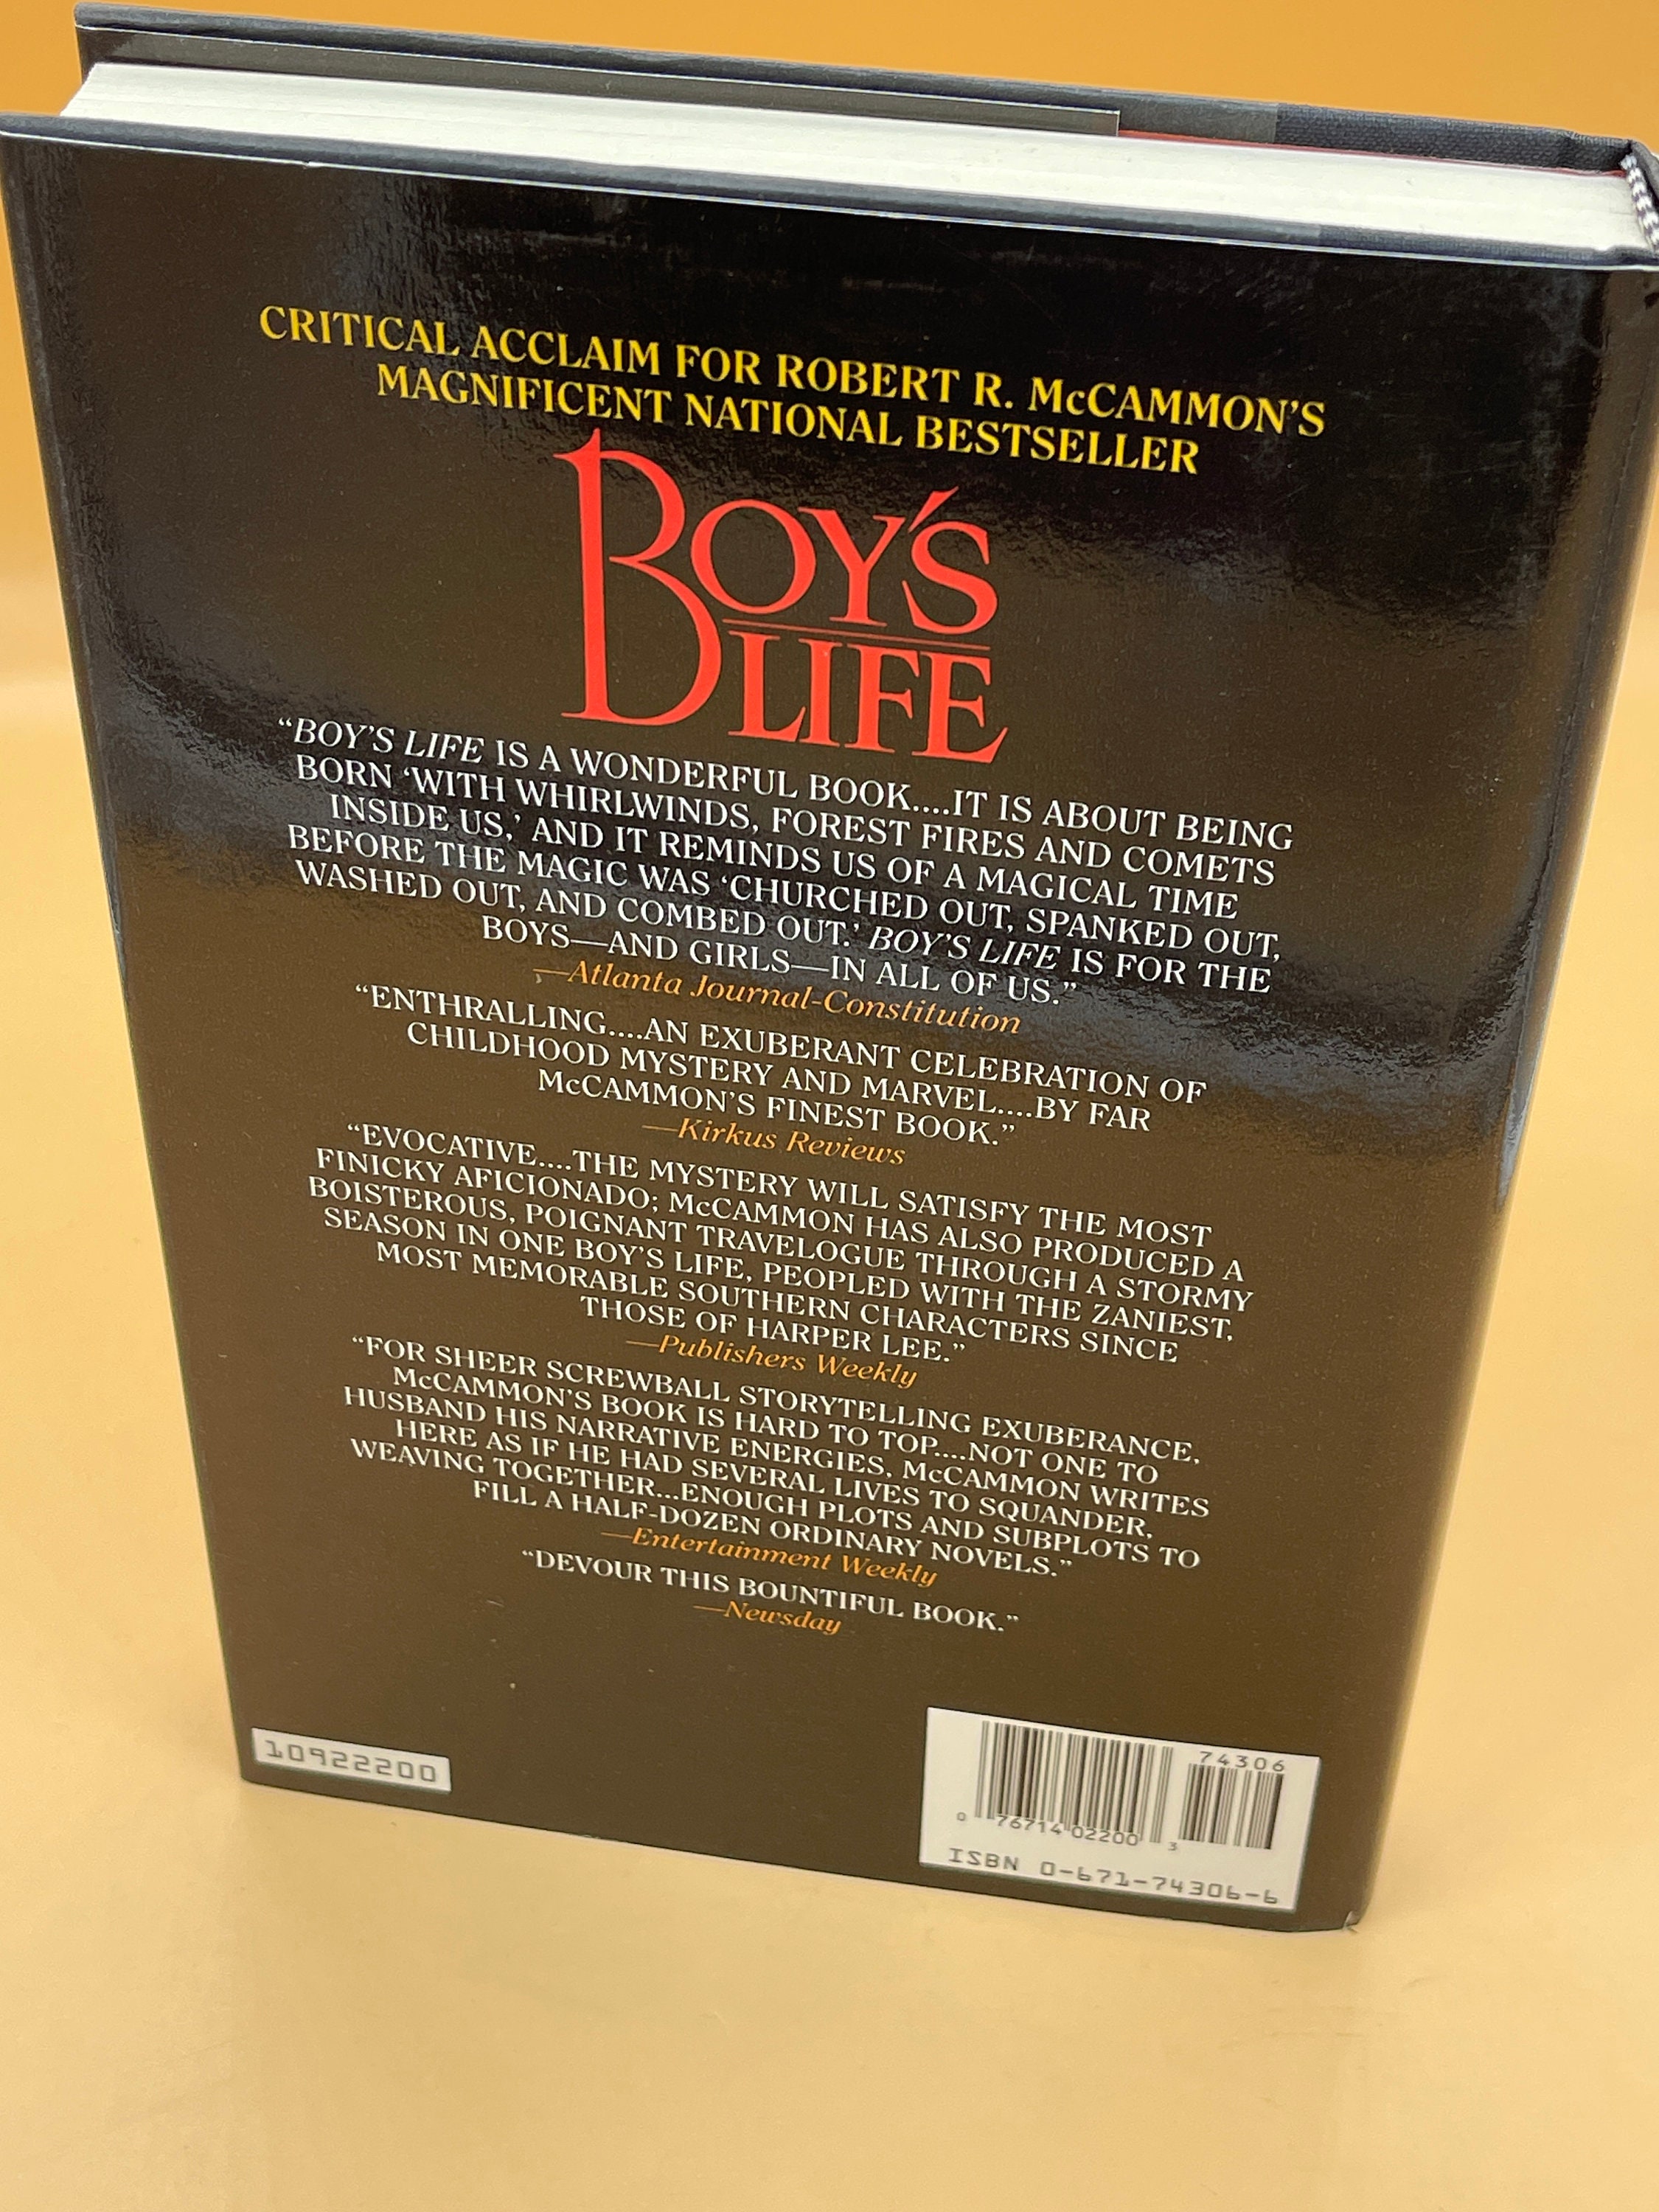 CRITICAL ACCLAIM FOR ROBERT R. McCAMMON'S
MAGNIFICENT NATIONAL BESTSELLER
BOY'S
LIFE
“BOY'S LIFE IS A WONDERFUL BOOK....IT IS ABOUT BEING
BORN ‘WITH WHIRLWINDS, FOREST FIRES AND COMETS
INSIDE US,’ AND IT REMINDS US OF A MAGICAL TIME
BEFORE THE MAGIC WAS ‘CHURCHED OUT, SPANKED OUT,
WASHED OUT, AND COMBED OUT.’ BOY'S LIFE IS FOR THE
BOYS—AND GIRLS—IN ALL OF US.”
—Atlanta Journal-Constitution
“ENTHRALLING....AN EXUBERANT CELEBRATION OF
CHILDHOOD MYSTERY AND MARVEL....BY FAR
McCAMMON'S FINEST BOOK.”
—Kirkus Reviews
“EVOCATIVE....THE MYSTERY WILL SATISFY THE MOST
FINICKY AFICIONADO; McCAMMON HAS ALSO PRODUCED A
BOISTEROUS, POIGNANT TRAVELOGUE THROUGH A STORMY
SEASON IN ONE BOY'S LIFE, PEOPLED WITH THE ZANIEST,
MOST MEMORABLE SOUTHERN CHARACTERS SINCE
THOSE OF HARPER LEE.”
—Publishers Weekly
“FOR SHEER SCREWBALL STORYTELLING EXUBERANCE,
McCAMMON'S BOOK IS HARD TO TOP....NOT ONE TO
HUSBAND HIS NARRATIVE ENERGIES, McCAMMON WRITES
HERE AS IF HE HAD SEVERAL LIVES TO SQUANDER,
WEAVING TOGETHER...ENOUGH PLOTS AND SUBPLOTS TO
FILL A HALF-DOZEN ORDINARY NOVELS.”
—Entertainment Weekly
“DEVOUR THIS BOUNTIFUL BOOK.”
—Newsday
10922200
74306
0 76714 02200 3
ISBN 0-671-74306-6